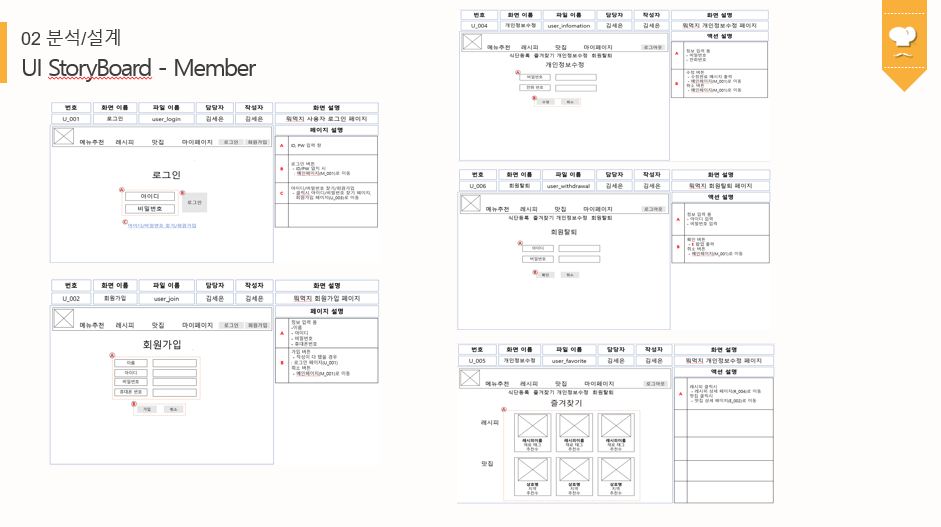 02 분석/설계
UI StoryBoard - Member
번호 화면 이름 파일 이름 담당자 작성자 화면 설명
U_001 로그인 user_login 김세은 김세은 뭐먹지 사용자 로그인 페이지
페이지 설명
메뉴추천 레시피 맛집 마이페이지 로그인 회원가입
A ID, PW 입력 란
B 로그인 버튼
- ID/PW 일치 시
: 메인페이지(M_001)로 이동
C 아이디/비밀번호 찾기/회원가입
- 클릭시 아이디/비밀번호 찾기 페이지,
회원가입 페이지(U_003)로 이동
로그인
A
아이디
B
로그인
비밀번호
C
아이디/비밀번호 찾기/회원가입
번호 화면 이름 파일 이름 담당자 작성자 화면 설명
U_002 회원가입 user_join 김세은 김세은 뭐먹지 회원가입 페이지
페이지 설명
메뉴추천 레시피 맛집 마이페이지 로그인 회원가입
A 정보 입력 폼
-이름
- 아이디
- 비밀번호
- 휴대폰번호
B 가입 버튼
- 작성이 다 됐을 경우
: 로그인 페이지(U_001)
취소 버튼
- 메인페이지(M_001)로 이동
회원가입
A
이름
아이디
비밀번호
휴대폰 번호
B
가입 취소
번호 화면 이름 파일 이름 담당자 작성자 화면 설명
U_004 개인정보수정 user_infomation 김세은 김세은 뭐먹지 개인정보수정 페이지
액션 설명
메뉴추천 레시피 맛집 마이페이지 로그아웃
식단등록 즐겨찾기 개인정보수정 회원탈퇴
개인정보수정
A 정보 입력 폼
- 비밀번호
- 전화번호
B 수정 버튼
- 수정완료 메시지 출력
- 메인페이지(M_001)로 이동
취소 버튼
- 메인페이지(M_001)로 이동
A
비밀번호
전화 번호
B
수정 취소
번호 화면 이름 파일 이름 담당자 작성자 화면 설명
U_006 회원탈퇴 user_withdrawal 김세은 김세은 뭐먹지 회원탈퇴 페이지
액션 설명
메뉴추천 레시피 맛집 마이페이지 로그아웃
식단등록 즐겨찾기 개인정보수정 회원탈퇴
회원탈퇴
A 정보 입력 폼
- 아이디 입력
- 비밀번호 입력
B 확인 버튼
팝업 출력
취소 버튼
- 메인페이지(M_001)로 이동
A
아이디
비밀번호
B
확인 취소
번호 화면 이름 파일 이름 담당자 작성자 화면 설명
U_005 개인정보수정 user_favorite 김세은 김세은 뭐먹지 개인정보수정 페이지
액션 설명
메뉴추천 레시피 맛집 마이페이지 로그아웃
식단등록 즐겨찾기 개인정보수정 회원탈퇴
즐겨찾기
A 레시피 클릭시
- 레시피 상세 페이지(R_004)로 이동
맛집 클릭시
- 맛집 상세 페이지(E_002)로 이동
A
레시피
레시피이름 레시피이름 레시피이름
재료 태그 재료 태그 재료 태그
추천수 추천수 추천수
맛집
상호명 상호명 상호명
지역 지역 지역
추천수 추천수 추천수